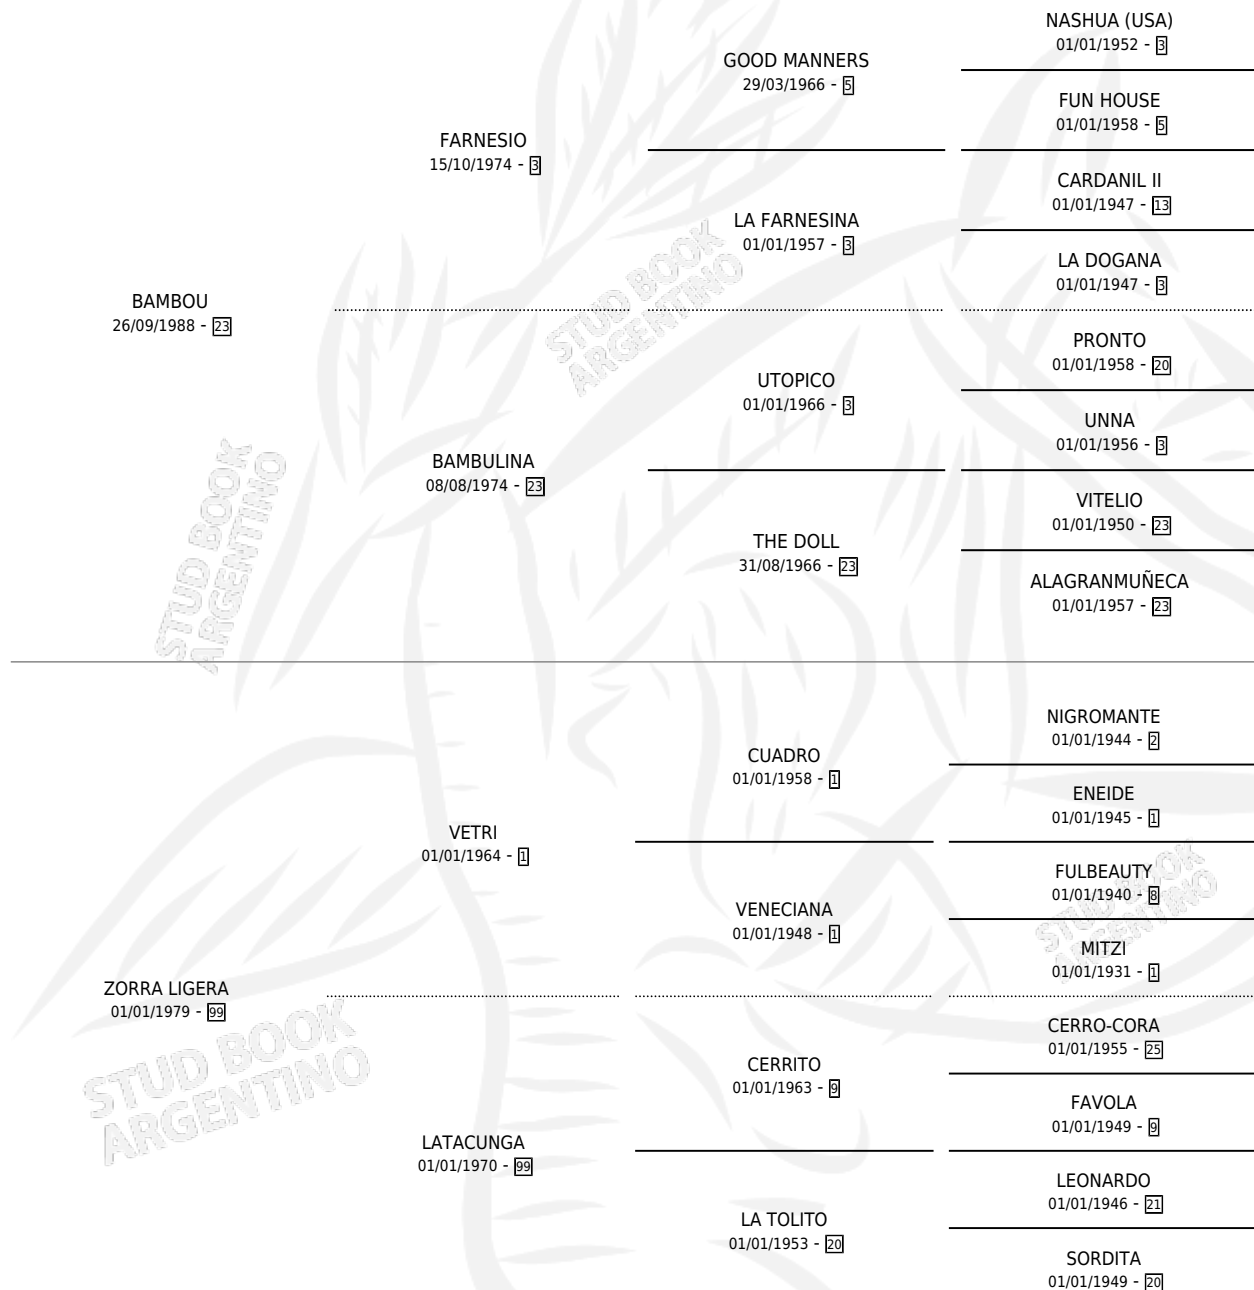 NASHUA (USA)
01/01/1952 - 3
GOOD MANNERS
29/03/1966 - 5
FUN HOUSE
01/01/1958 - 5
FARNESIO
15/10/1974 - 3
CARDANIL II
01/01/1947 - 13
LA FARNESINA
01/01/1957 - 3
LA DOGANA
01/01/1947 - 3
BAMBOU
26/09/1988 - 23
PRONTO
01/01/1958 - 20
UTOPICO
01/01/1966 - 3
UNNA
01/01/1956 - 3
BAMBULINA
08/08/1974 - 23
VITELIO
01/01/1950 - 23
THE DOLL
31/08/1966 - 23
ALAGRANMUÑECA
01/01/1957 - 23
NIGROMANTE
01/01/1944 - 2
CUADRO
01/01/1958 - 1
ENEIDE
01/01/1945 - 1
VETRI
01/01/1964 - 1
FULBEAUTY
01/01/1940 - 8
VENECIANA
01/01/1948 - 1
MITZI
01/01/1931 - 1
ZORRA LIGERA
01/01/1979 - 99
CERRO-CORA
01/01/1955 - 25
CERRITO
01/01/1963 - 9
FAVOLA
01/01/1949 - 9
LATACUNGA
01/01/1970 - 99
LEONARDO
01/01/1946 - 21
LA TOLITO
01/01/1953 - 20
SORDITA
01/01/1949 - 20
STUD BOOK
ARGENTINO
STUD BOOK
ARGENTINO
STUD BOOK
ARGENTINO
STUD BOOK
ARGENTINO